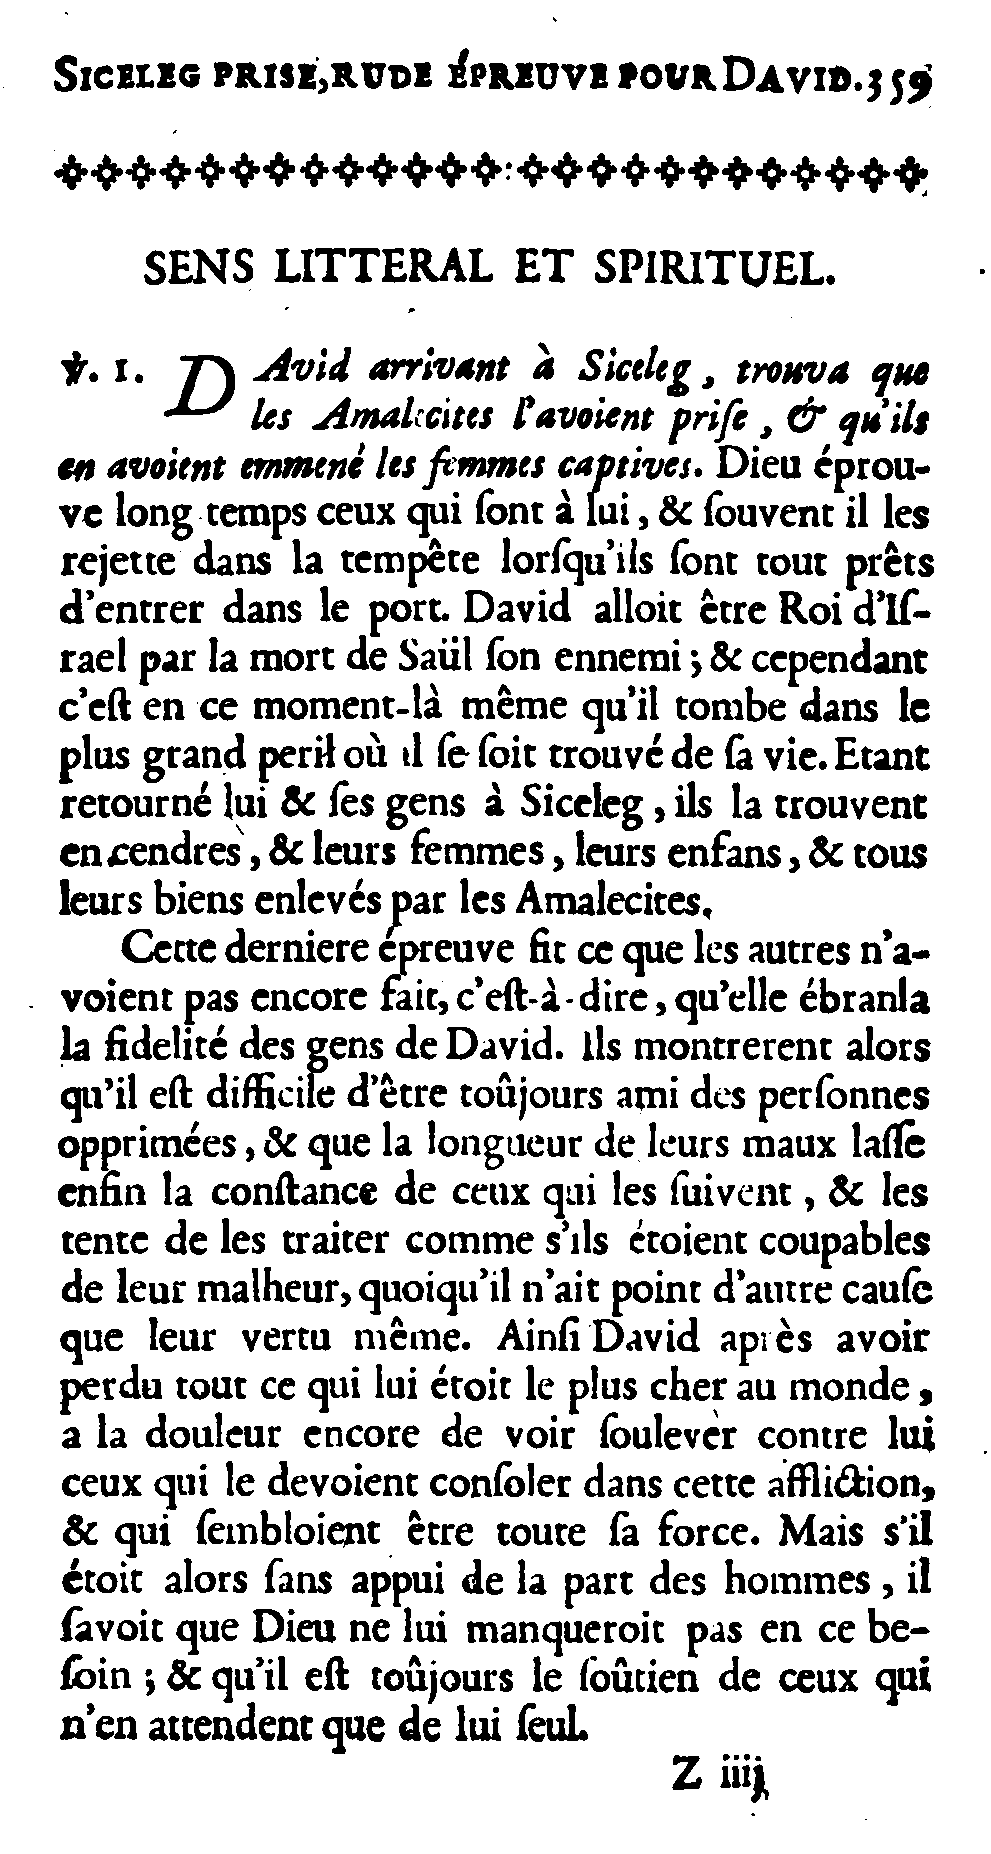 SICELEG PRISE, RUDE ÉPREUVE POUR DAVID. 359
SENS LITTERAL ET SPIRITUEL.
℣. 1. DAvid arrivant à Siceleg, trouva que
les Amalecites l'avoient priſe, & qu'ils
en avoient emmené les femmes captives. Dieu éprou-
ve long temps ceux qui ſont à lui, & ſouvent il les
rejette dans la tempête lorſqu'ils ſont tout prêts
d'entrer dans le port. David alloit être Roi d'Iſ-
rael par la mort de Saül ſon ennemi; & cependant
c'eſt en ce moment-là même qu'il tombe dans le
plus grand peril où il ſe ſoit trouvé de ſa vie. Etant
retourné lui & ſes gens à Siceleg, ils la trouvent
en cendres, & leurs femmes, leurs enfans, & tous
leurs biens enlevés par les Amalecites.
Cette derniere épreuve fit ce que les autres n'a-
voient pas encore fait, c'eſt-à-dire, qu'elle ébranla
la fidelité des gens de David. Ils montrerent alors
qu'il eſt difficile d'être toûjours ami des perſonnes
opprimées, & que la longueur de leurs maux laſſe
enfin la conſtance de ceux qui les ſuivent, & les
tente de les traiter comme s'ils étoient coupables
de leur malheur, quoiqu'il n'ait point d'autre cauſe
que leur vertu même. Ainſi David après avoir
perdu tout ce qui lui étoit le plus cher au monde,
a la douleur encore de voir ſoulever contre lui
ceux qui le devoient conſoler dans cette affliction,
& qui ſembloient être toute ſa force. Mais s'il
étoit alors ſans appui de la part des hommes, il
ſavoit que Dieu ne lui manqueroit pas en ce be-
ſoin; & qu'il eſt toûjours le ſoûtien de ceux qui
n'en attendent que de lui ſeul.
Z iiij